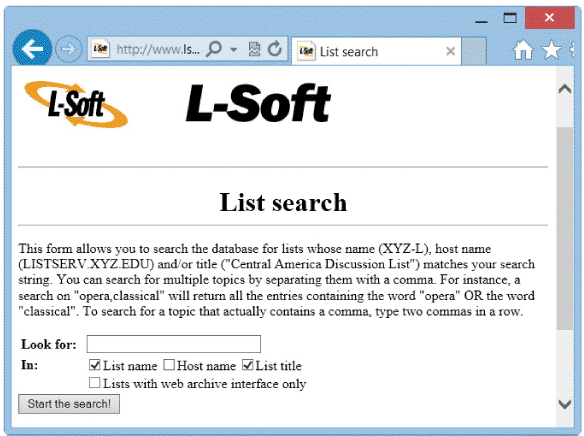 http://www.ls...
List search
L-Soft
L-Soft
List search
This form allows you to search the database for lists whose name (XYZ-L), host name
(LISTSERV.XYZ.EDU) and/or title ("Central America Discussion List") matches your search
string. You can search for multiple topics by separating them with a comma. For instance, a
search on "opera,classical" will return all the entries containing the word "opera" OR the word
"classical". To search for a topic that actually contains a comma, type two commas in a row.
Look for:
In: List name Host name List title
Lists with web archive interface only
Start the search!